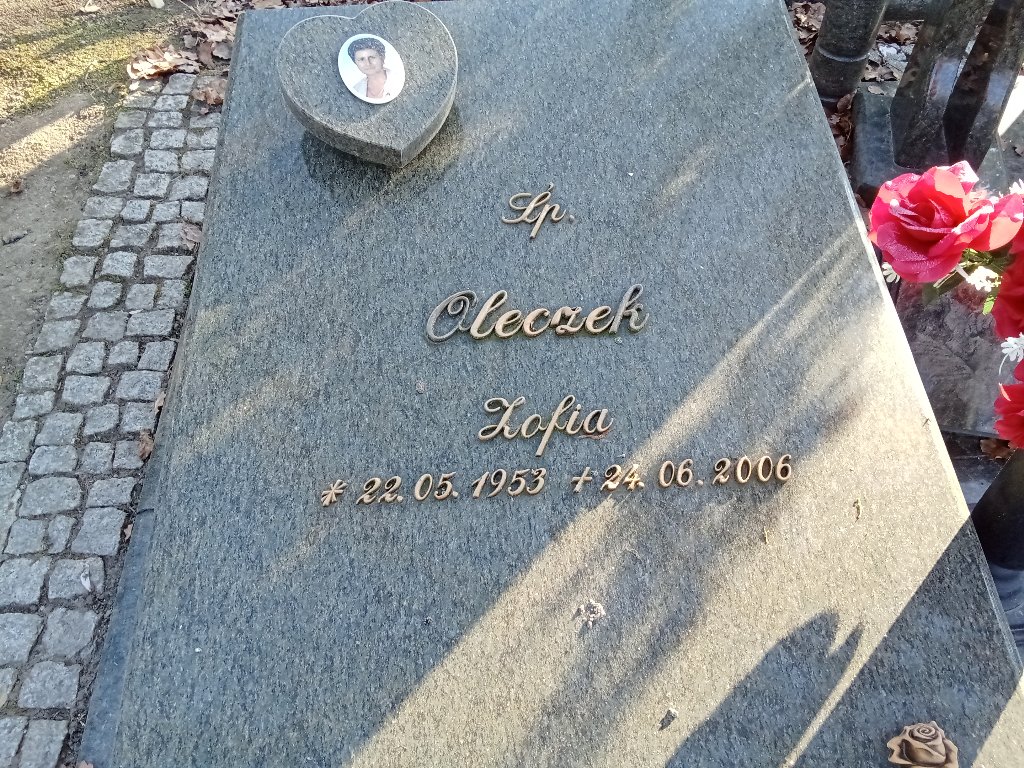 Śp.
Oleczek
Zofia
* 22.05.1953 + 24.06.2006